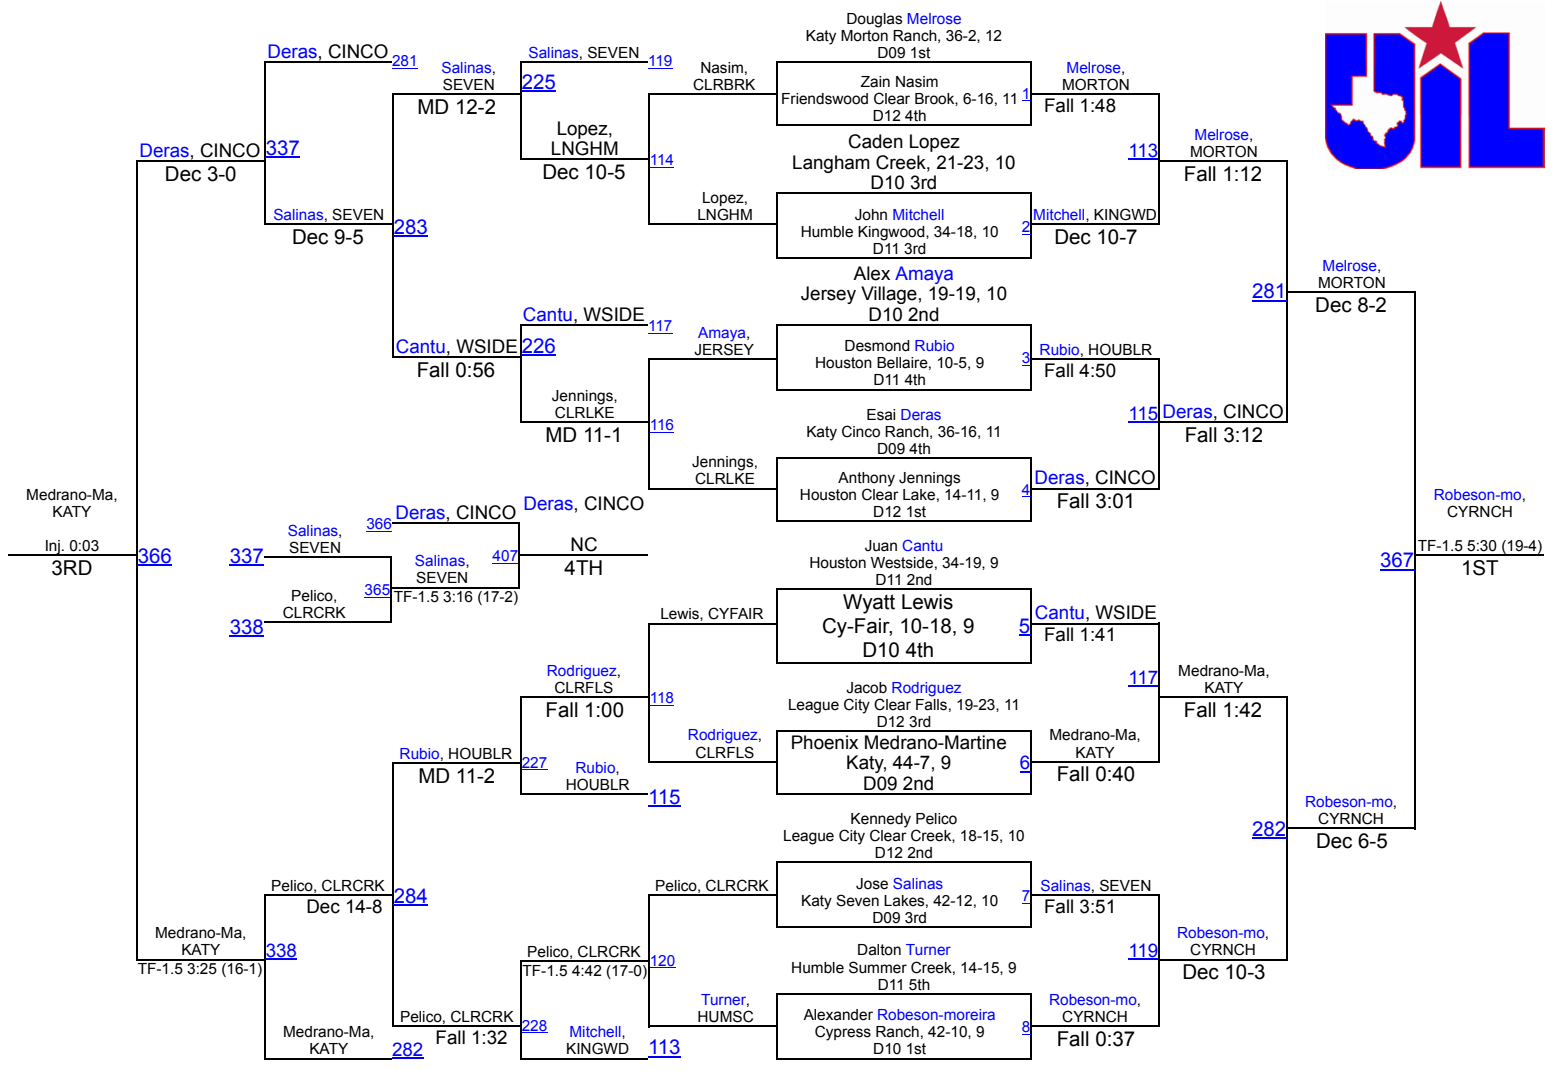 Deras, CINCO
281
Deras, CINCO
Dec 3-0
337
Salinas, SEVEN
Dec 9-5
Salinas,
SEVEN
MD 12-2
283
Cantu, WSIDE
Fall 0:56
Salinas, SEVEN
119
225
Lopez,
LNGHM
Dec 10-5
114
Cantu, WSIDE
117
226
Jennings,
CLRLKE
MD 11-1
116
Nasim,
CLRBRK
Lopez,
LNGHM
Amaya,
JERSEY
Jennings,
CLRLKE
Douglas Melrose
Katy Morton Ranch, 36-2, 12
D09 1st
Zain Nasim
Friendswood Clear Brook, 6-16, 11
D12 4th
1
Caden Lopez
Langham Creek, 21-23, 10
D10 3rd
John Mitchell
Humble Kingwood, 34-18, 10
D11 3rd
2
Alex Amaya
Jersey Village, 19-19, 10
D10 2nd
Desmond Rubio
Houston Bellaire, 10-5, 9
D11 4th
3
Esai Deras
Katy Cinco Ranch, 36-16, 11
D09 4th
Anthony Jennings
Houston Clear Lake, 14-11, 9
D12 1st
4
Melrose,
MORTON
Fall 1:48
113
Mitchell, KINGWD
Dec 10-7
Rubio, HOUBLR
Fall 4:50
115
Deras, CINCO
Fall 3:01
Melrose,
MORTON
Fall 1:12
281
Deras, CINCO
Fall 3:12
Melrose,
MORTON
Dec 8-2
UIL
Medrano-Ma,
KATY
Inj. 0:03
3RD
366
337
Salinas,
SEVEN
Pelico,
CLRCRK
338
366
Deras, CINCO
365
Salinas,
SEVEN
TF-1.5 3:16 (17-2)
407
Deras, CINCO
NC
4TH
Robeson-mo,
CYRNCH
367
TF-1.5 5:30 (19-4)
1ST
Juan Cantu
Houston Westside, 34-19, 9
D11 2nd
Wyatt Lewis
Cy-Fair, 10-18, 9
D10 4th
5
Jacob Rodriguez
League City Clear Falls, 19-23, 11
D12 3rd
Phoenix Medrano-Martine
Katy, 44-7, 9
D09 2nd
6
Kennedy Pelico
League City Clear Creek, 18-15, 10
D12 2nd
Jose Salinas
Katy Seven Lakes, 42-12, 10
D09 3rd
7
Dalton Turner
Humble Summer Creek, 14-15, 9
D11 5th
Alexander Robeson-moreira
Cypress Ranch, 42-10, 9
D10 1st
8
Lewis, CYFAIR
Rodriguez,
CLRFLS
Pelico, CLRCRK
Turner,
HUMSC
Rodriguez,
CLRFLS
Fall 1:00
118
227
Rubio,
HOUBLR
115
Pelico, CLRCRK
TF-1.5 4:42 (17-0)
120
228
Mitchell,
KINGWD
113
Rubio, HOUBLR
MD 11-2
284
Pelico, CLRCRK
Fall 1:32
Pelico, CLRCRK
Dec 14-8
338
Medrano-Ma,
KATY
282
Medrano-Ma,
KATY
TF-1.5 3:25 (16-1)
Cantu, WSIDE
Fall 1:41
117
Medrano-Ma,
KATY
Fall 0:40
Salinas, SEVEN
Fall 3:51
119
Robeson-mo,
CYRNCH
Fall 0:37
Medrano-Ma,
KATY
Fall 1:42
282
Robeson-mo,
CYRNCH
Dec 10-3
Robeson-mo,
CYRNCH
Dec 6-5